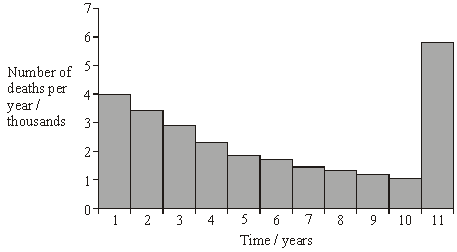 7
6
5
4
3
2
1
0
Number of
deaths per
year /
thousands
1 2 3 4 5 6 7 8 9 10 11
Time / years